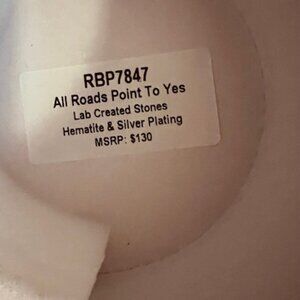 RBP7847
All Roads Point To Yes
Lab Created Stones
Hematite & Silver Plating
MSRP: $130